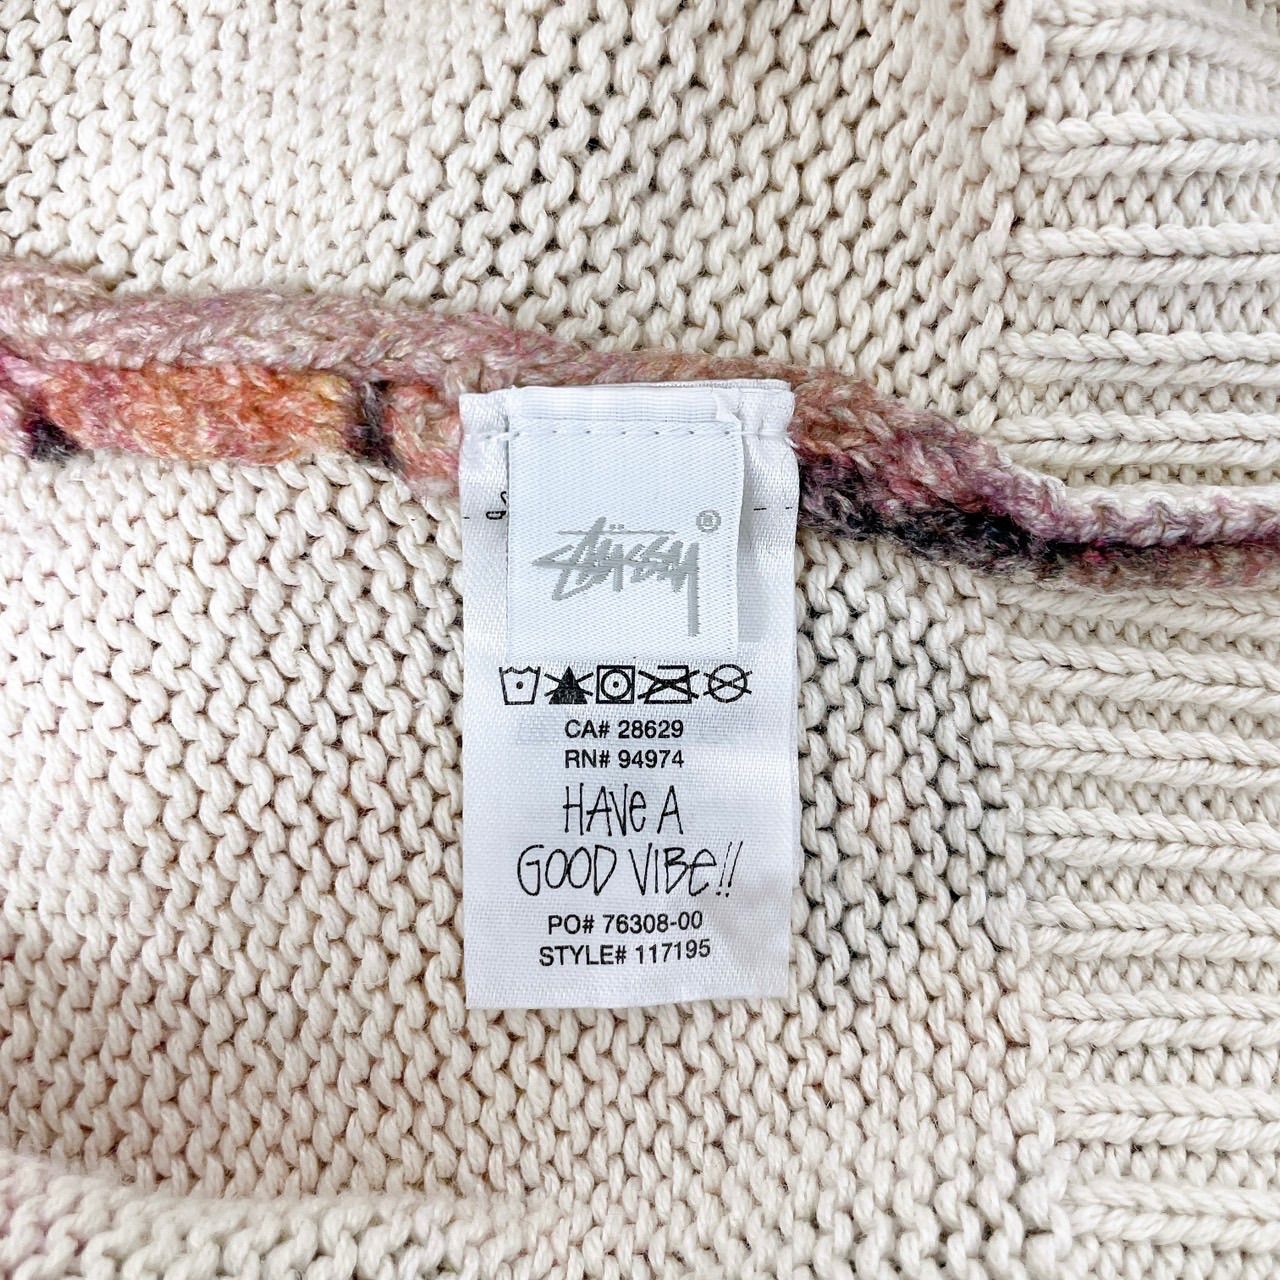 Stüssy®
CA# 28629
RN# 94974
HAVE A
GOOD VIBE!!
PO# 76308-00
STYLE# 117195